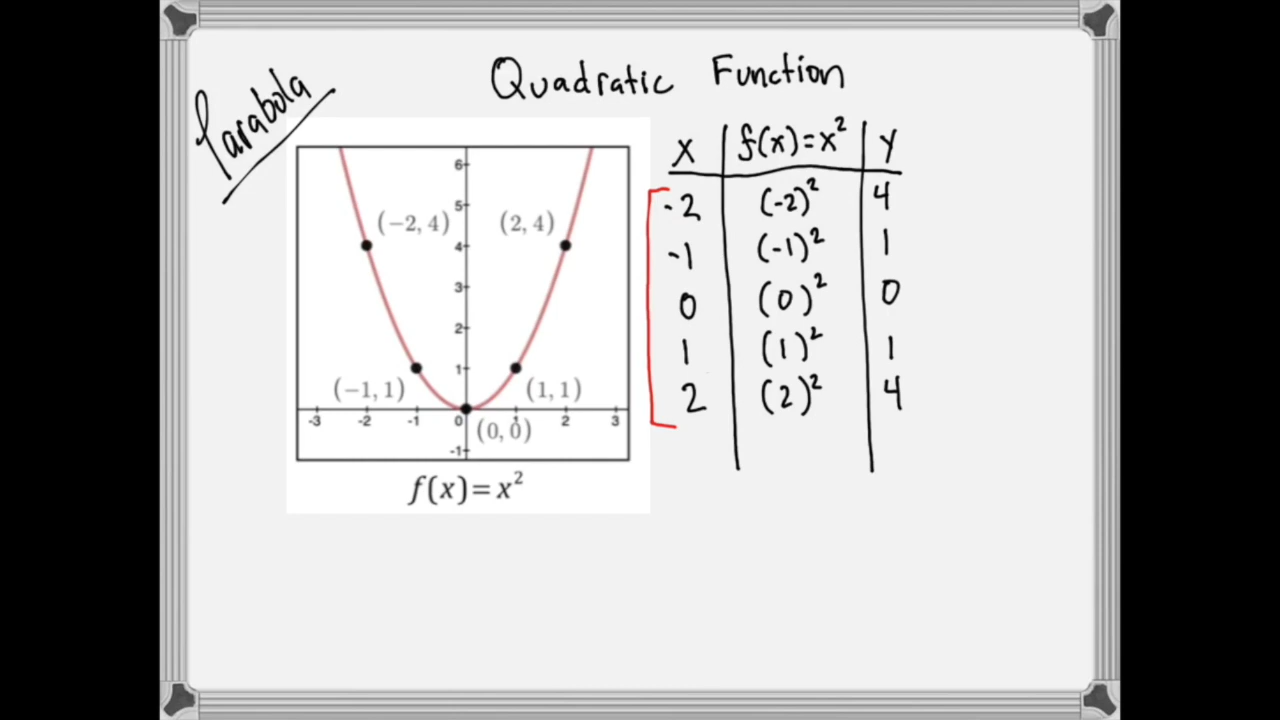 Quadratic Function
Parabola
x f(x)=x² y
-2 (-2)² 4
-1 (-1)² 1
0 (0)² 0
1 (1)² 1
2 (2)² 4
6
5
(−2, 4) (2, 4)
4
3
2
1
(−1, 1) (1, 1)
-3 -2 -1 0 1 2 3
(0, 0)
-1
f(x)=x²